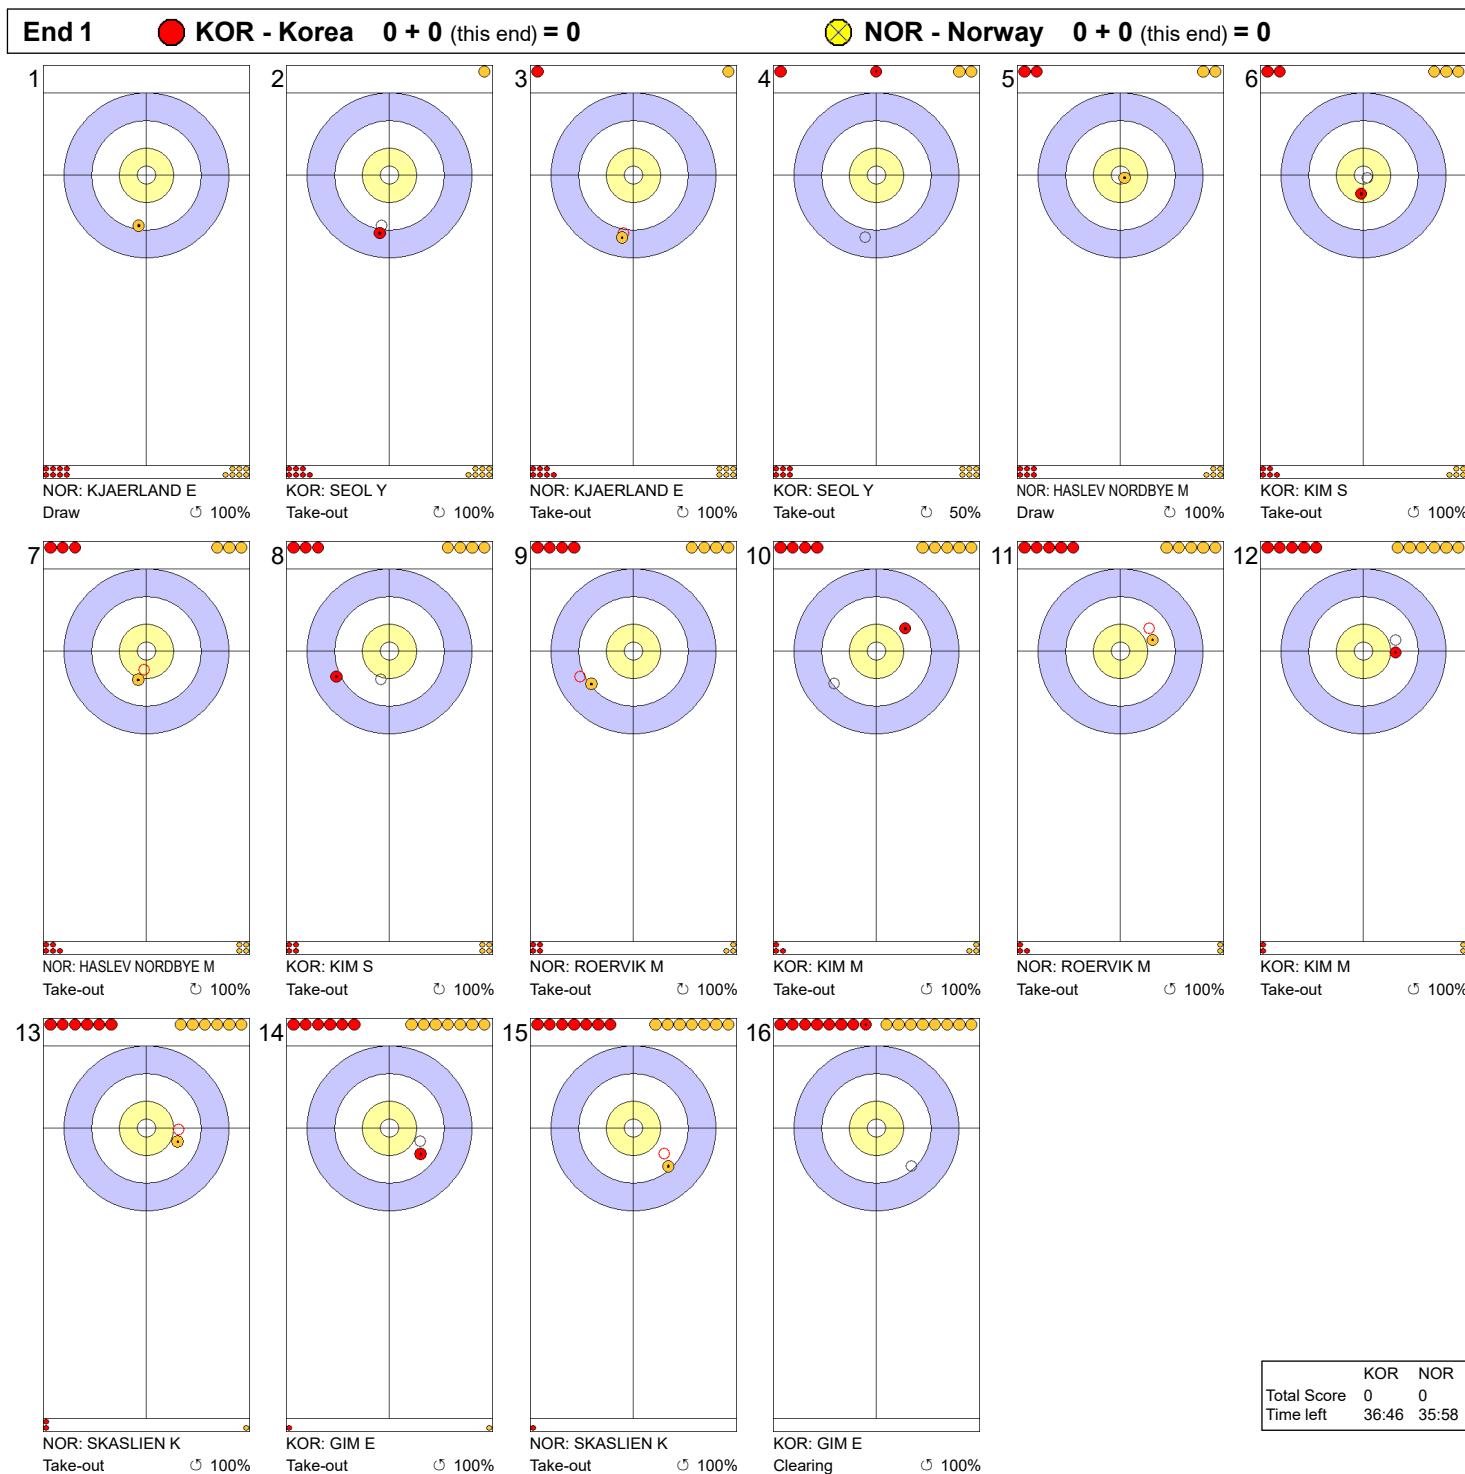 End 1 KOR - Korea 0 + 0 (this end) = 0 NOR - Norway 0 + 0 (this end) = 0
1 2 3 4 5 6
NOR: KJAERLAND E KOR: SEOL Y NOR: KJAERLAND E KOR: SEOL Y NOR: HASLEV NORDBYE M KOR: KIM S
Draw ↺ 100% Take-out ↻ 100% Take-out ↻ 100% Take-out ↻ 50% Draw ↻ 100% Take-out ↺ 100%
7 8 9 10 11 12
NOR: HASLEV NORDBYE M KOR: KIM S NOR: ROERVIK M KOR: KIM M NOR: ROERVIK M KOR: KIM M
Take-out ↻ 100% Take-out ↻ 100% Take-out ↻ 100% Take-out ↺ 100% Take-out ↺ 100% Take-out ↺ 100%
13 14 15 16
NOR: SKASLIEN K KOR: GIM E NOR: SKASLIEN K KOR: GIM E
Take-out ↺ 100% Take-out ↺ 100% Take-out ↺ 100% Clearing ↺ 100%
KOR NOR
Total Score 0 0
Time left 36:46 35:58